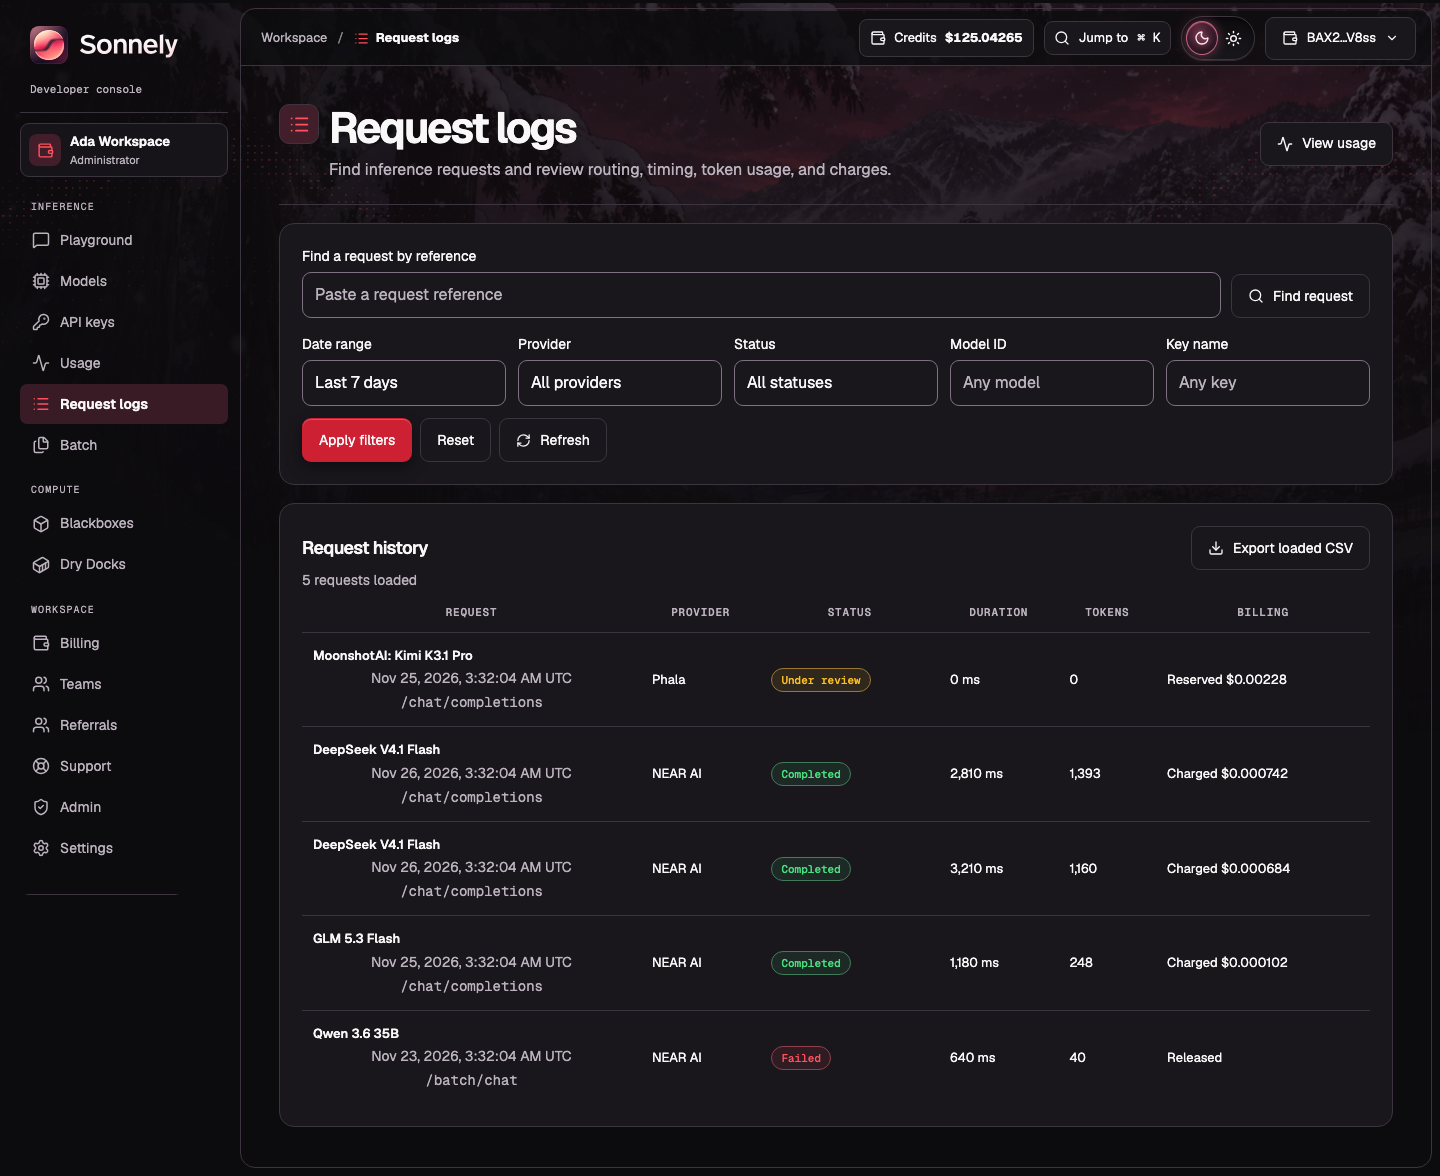 Sonnely
Developer console
Ada Workspace
Administrator
INFERENCE
Playground
Models
API keys
Usage
Request logs
Batch
COMPUTE
Blackboxes
Dry Docks
WORKSPACE
Billing
Teams
Referrals
Support
Admin
Settings
Workspace / Request logs
Credits $125.04265
Jump to ⌘ K
BAX2…V8ss
Request logs
Find inference requests and review routing, timing, token usage, and charges.
View usage
Find a request by reference
Paste a request reference
Find request
Date range Provider Status Model ID Key name
Last 7 days All providers All statuses Any model Any key
Apply filters Reset Refresh
Request history
Export loaded CSV
5 requests loaded
REQUEST PROVIDER STATUS DURATION TOKENS BILLING
MoonshotAI: Kimi K3.1 Pro
Nov 25, 2026, 3:32:04 AM UTC Phala Under review 0 ms 0 Reserved $0.00228
/chat/completions
DeepSeek V4.1 Flash
Nov 26, 2026, 3:32:04 AM UTC NEAR AI Completed 2,810 ms 1,393 Charged $0.000742
/chat/completions
DeepSeek V4.1 Flash
Nov 26, 2026, 3:32:04 AM UTC NEAR AI Completed 3,210 ms 1,160 Charged $0.000684
/chat/completions
GLM 5.3 Flash
Nov 25, 2026, 3:32:04 AM UTC NEAR AI Completed 1,180 ms 248 Charged $0.000102
/chat/completions
Qwen 3.6 35B
Nov 23, 2026, 3:32:04 AM UTC NEAR AI Failed 640 ms 40 Released
/batch/chat